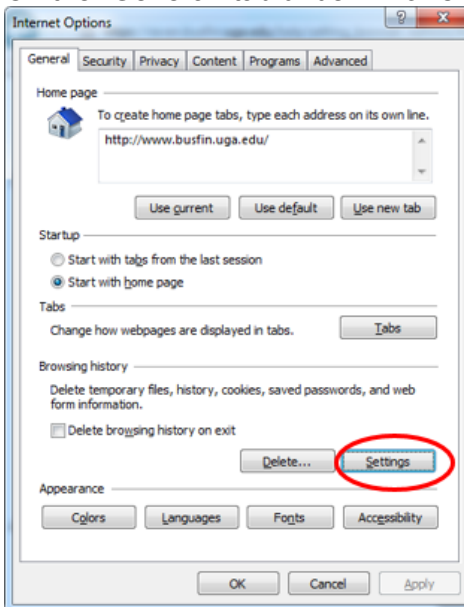 Internet Options
General Security Privacy Content Programs Advanced
Home page
To create home page tabs, type each address on its own line.
http://www.busfin.uga.edu/
Use current Use default Use new tab
Startup
Start with tabs from the last session
Start with home page
Tabs
Change how webpages are displayed in tabs. Tabs
Browsing history
Delete temporary files, history, cookies, saved passwords, and web
form information.
Delete browsing history on exit
Delete... Settings
Appearance
Colors Languages Fonts Accessibility
OK Cancel Apply